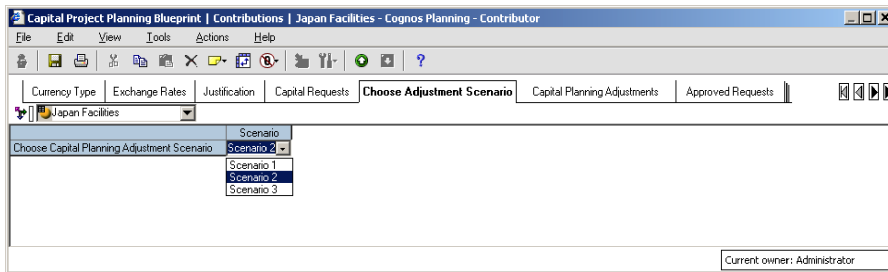 Capital Project Planning Blueprint | Contributions | Japan Facilities - Cognos Planning - Contributor
File Edit View Tools Actions Help
Currency Type Exchange Rates Justification Capital Requests Choose Adjustment Scenario Capital Planning Adjustments Approved Requests
Japan Facilities
Scenario
Choose Capital Planning Adjustment Scenario Scenario 2
Scenario 1
Scenario 2
Scenario 3
Current owner: Administrator